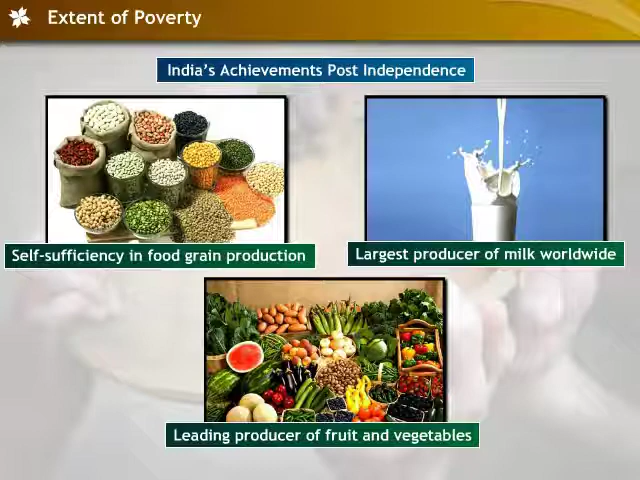 Extent of Poverty
India's Achievements Post Independence
Self-sufficiency in food grain production
Largest producer of milk worldwide
Leading producer of fruit and vegetables